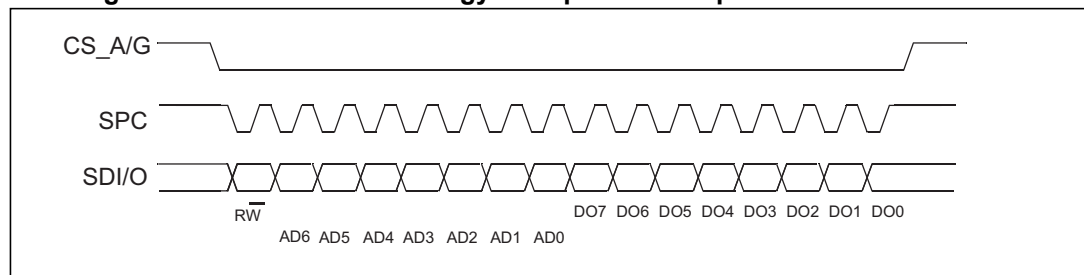 CS_A/G
SPC
SDI/O
RW
DO7 DO6 DO5 DO4 DO3 DO2 DO1 DO0
AD6 AD5 AD4 AD3 AD2 AD1 AD0